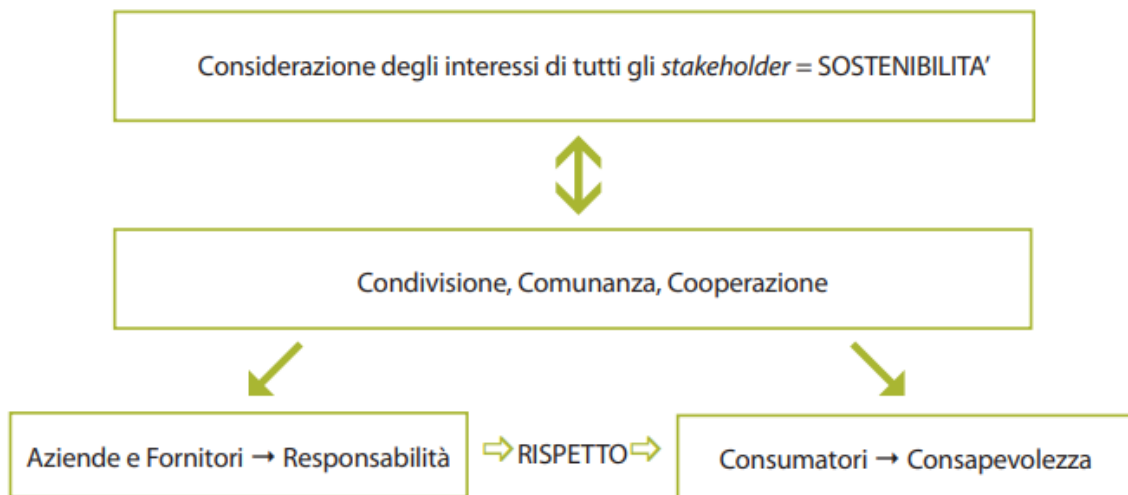 Considerazione degli interessi di tutti gli stakeholder = SOSTENIBILITA'
Condivisione, Comunanza, Cooperazione
Aziende e Fornitori → Responsabilità
⇨ RISPETTO ⇨
Consumatori → Consapevolezza